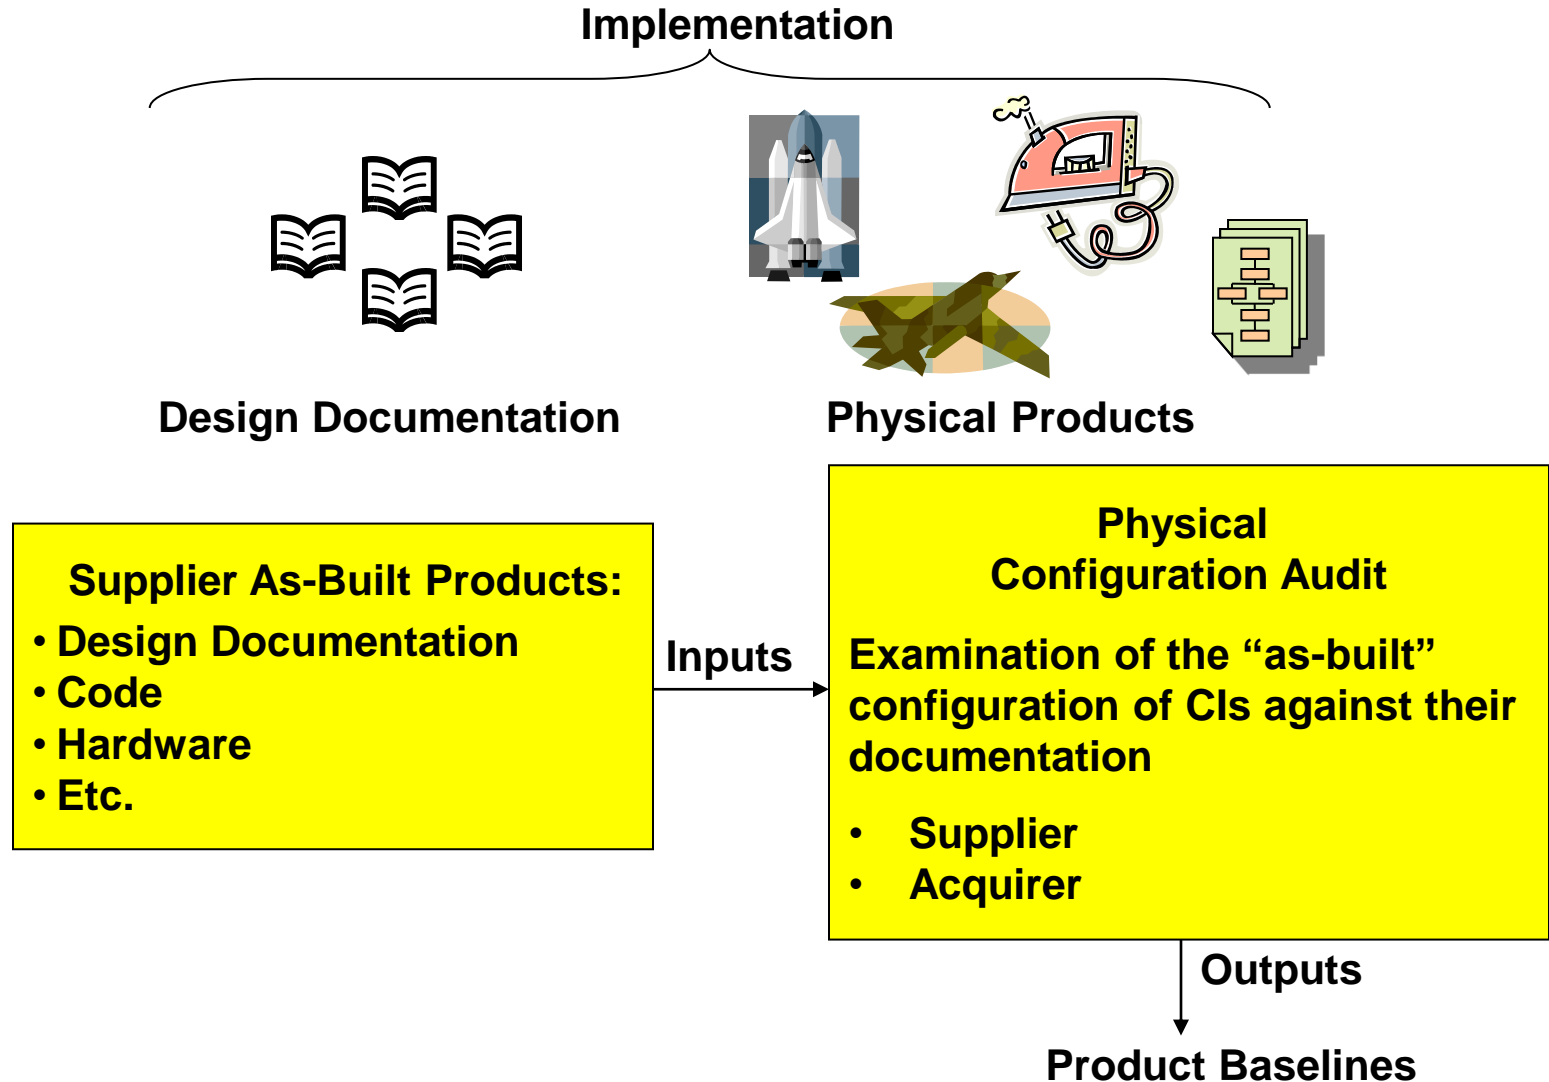 Implementation
Design Documentation
Physical Products
Supplier As-Built Products:
• Design Documentation
• Code
• Hardware
• Etc.
Inputs
Physical
Configuration Audit
Examination of the “as-built”
configuration of CIs against their
documentation
• Supplier
• Acquirer
Outputs
Product Baselines